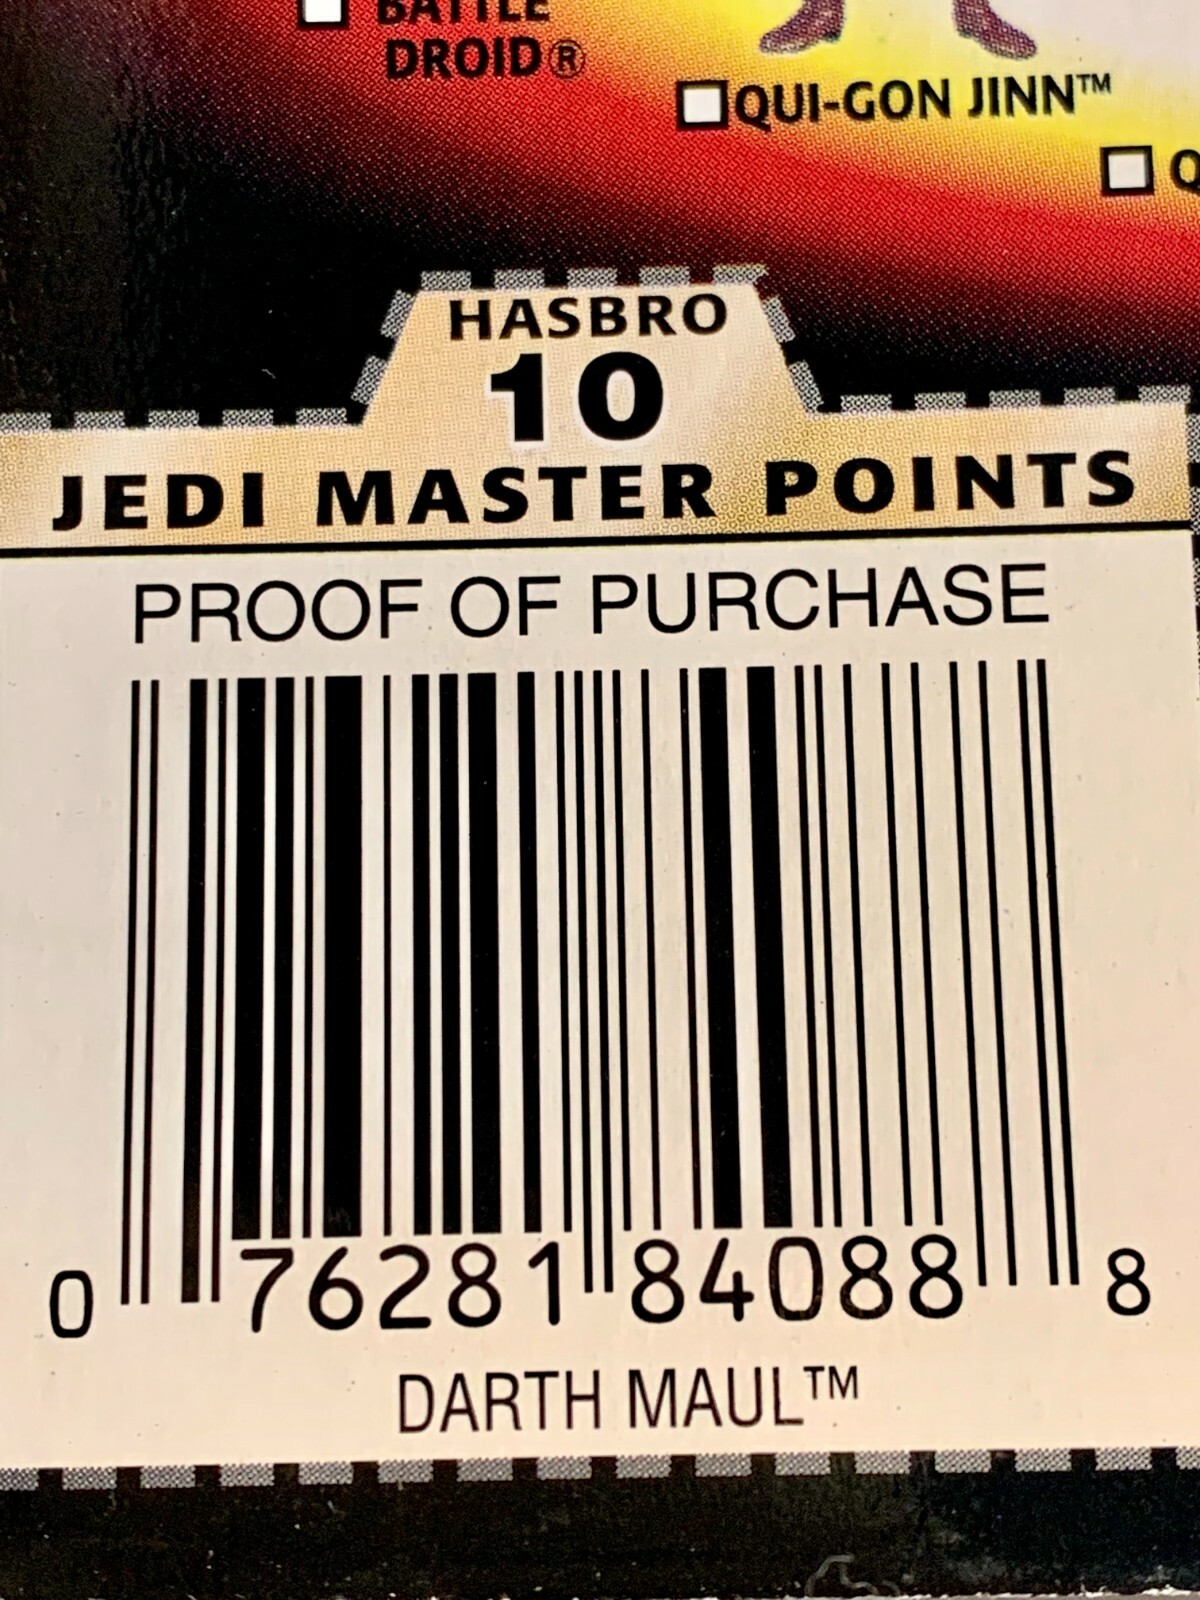 BATTLE
DROID®
QUI-GON JINN™
Q
HASBRO
10
JEDI MASTER POINTS
PROOF OF PURCHASE
0 76281 84088 8
DARTH MAUL™